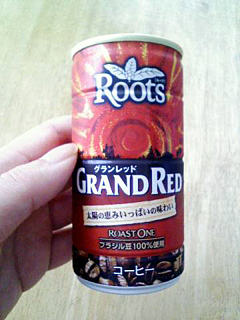 Roots
グランレッド
GRAND RED
太陽の恵みいっぱいの味わい
ROAST ONE
ブラジル豆100%使用
コーヒー